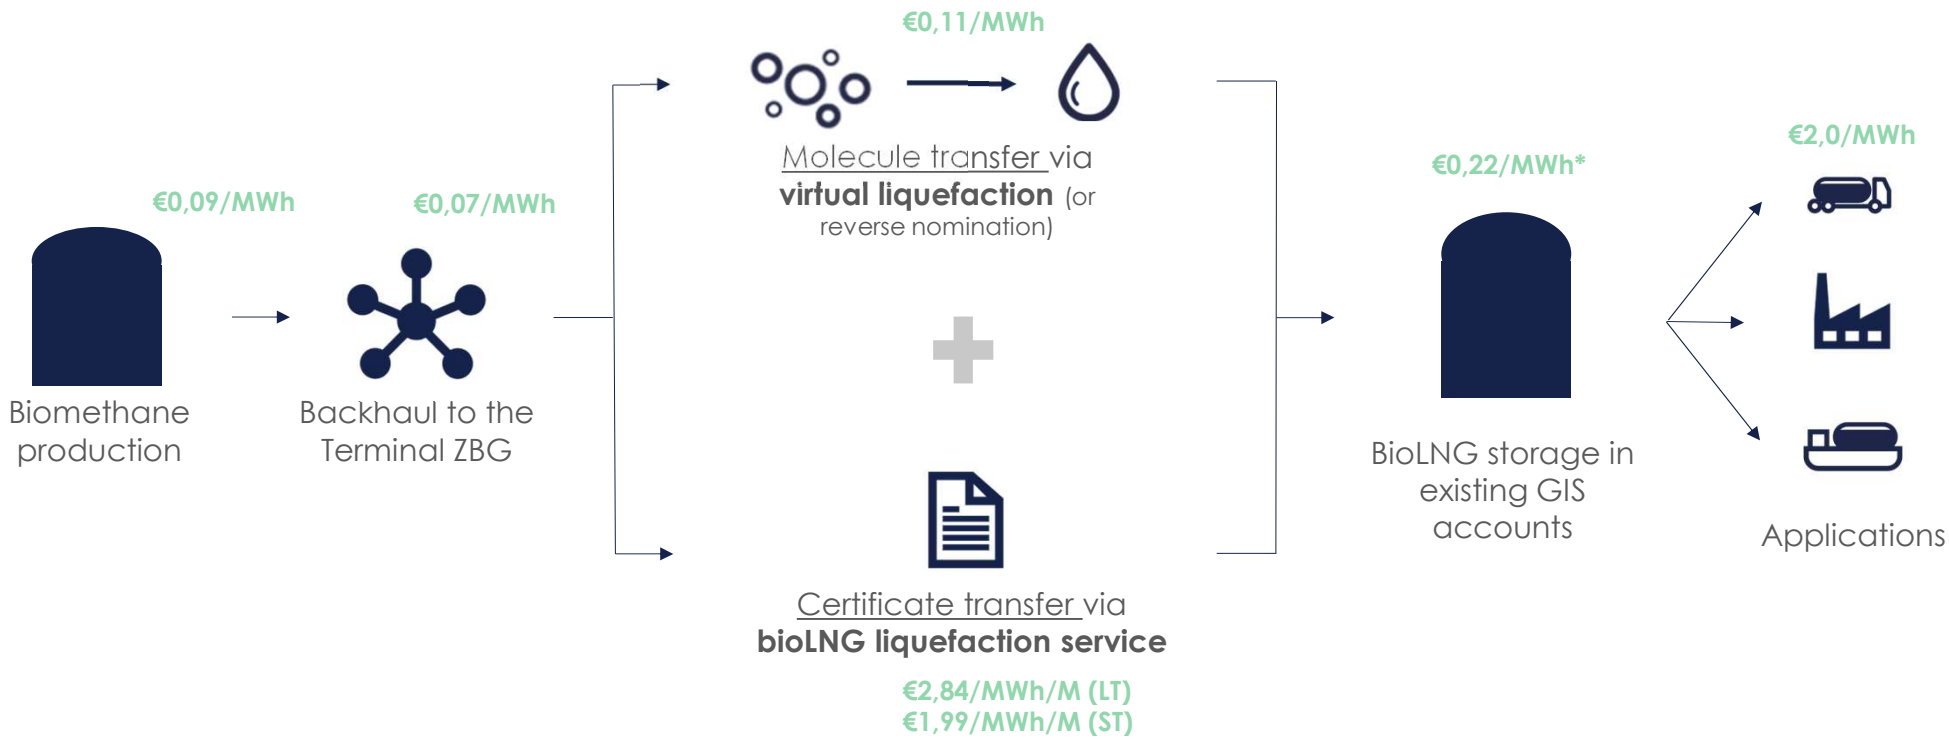 €0,09/MWh
Biomethane
production
€0,07/MWh
Backhaul to the
Terminal ZBG
€0,11/MWh
Molecule transfer via
virtual liquefaction (or
reverse nomination)
Certificate transfer via
bioLNG liquefaction service
€2,84/MWh/M (LT)
€1,99/MWh/M (ST)
€0,22/MWh*
BioLNG storage in
existing GIS
accounts
€2,0/MWh
Applications